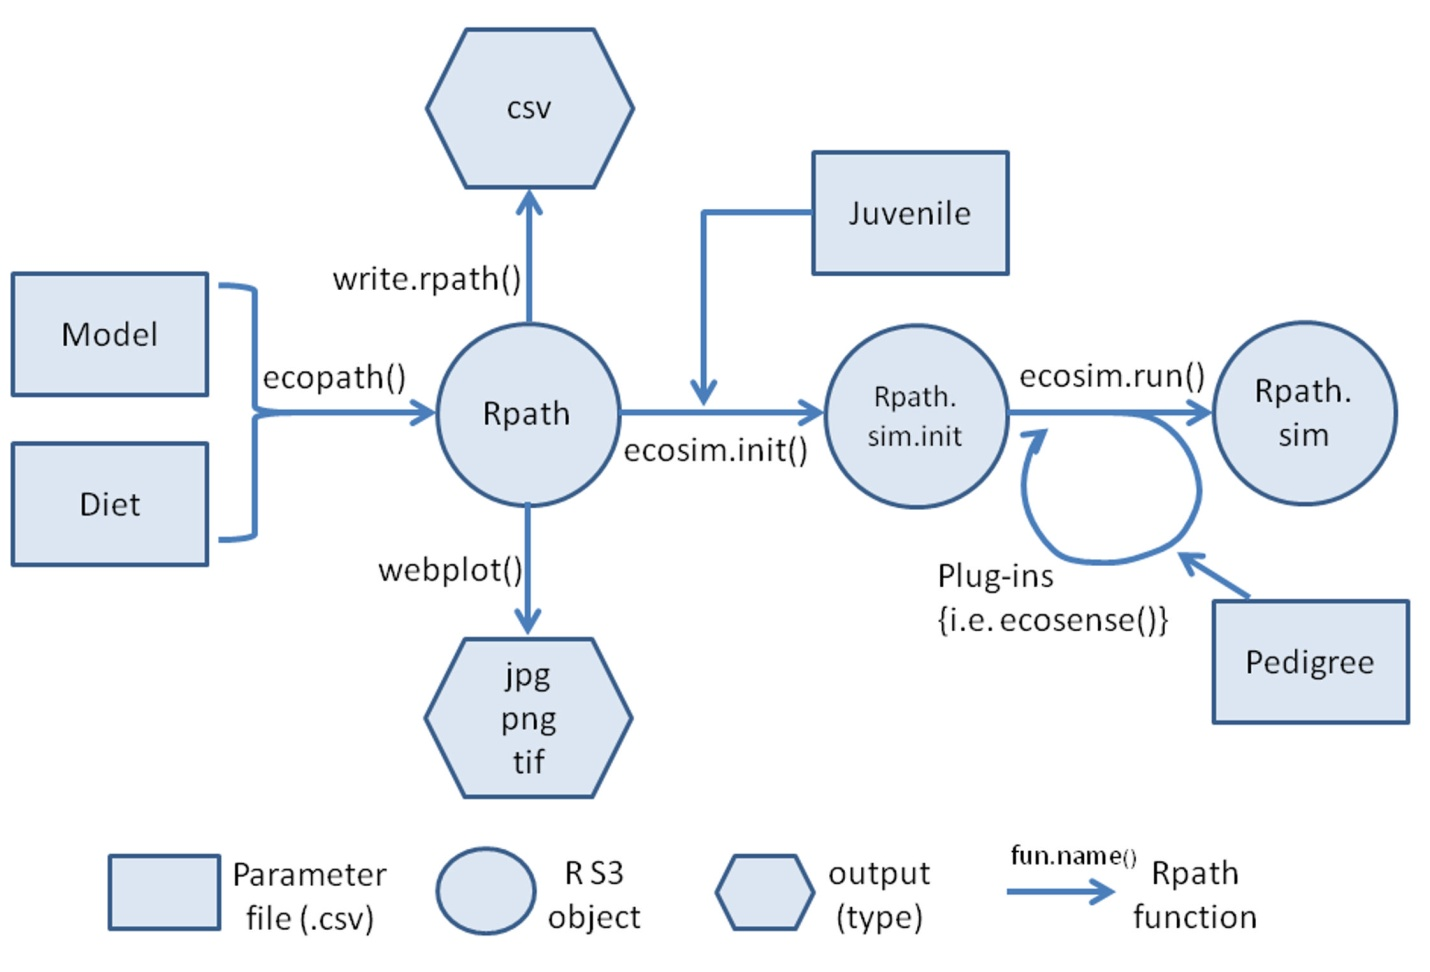 csv
Juvenile
write.rpath()
Model
ecopath()
Rpath
ecosim.init()
Rpath.
sim.init
ecosim.run()
Rpath.
sim
Diet
webplot()
Plug-ins
{i.e. ecosense()}
Pedigree
jpg
png
tif
Parameter
file (.csv)
R S3
object
output
(type)
fun.name()
Rpath
function